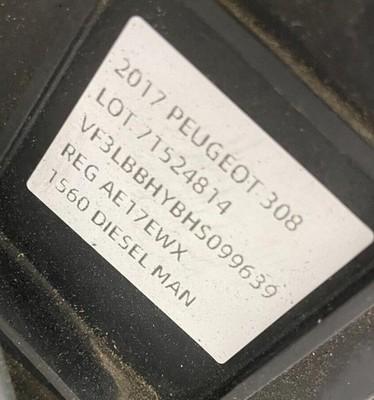 2017 PEUGEOT 308
LOT 71524814
VF3LBBHYBHS099639
REG AE17EWX
1560 DIESEL MAN